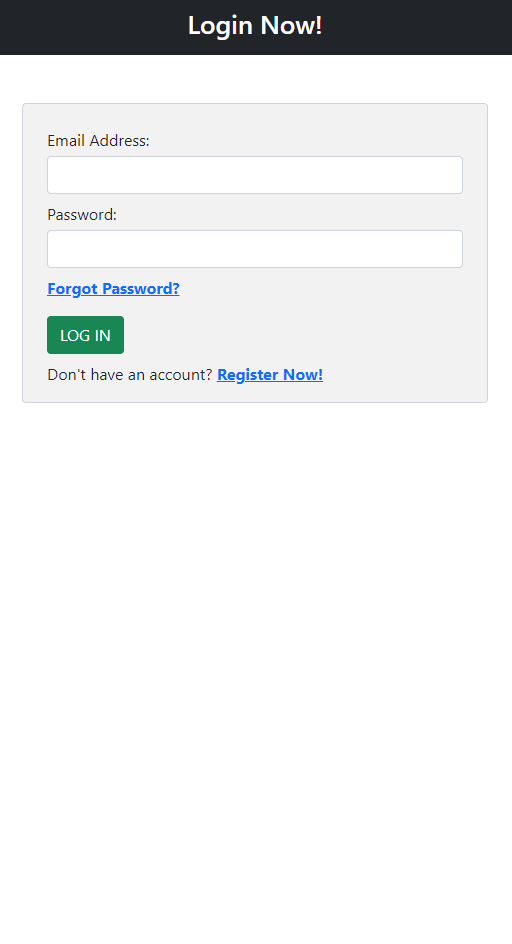 Login Now!
Email Address:
Password:
Forgot Password?
LOG IN
Don't have an account? Register Now!